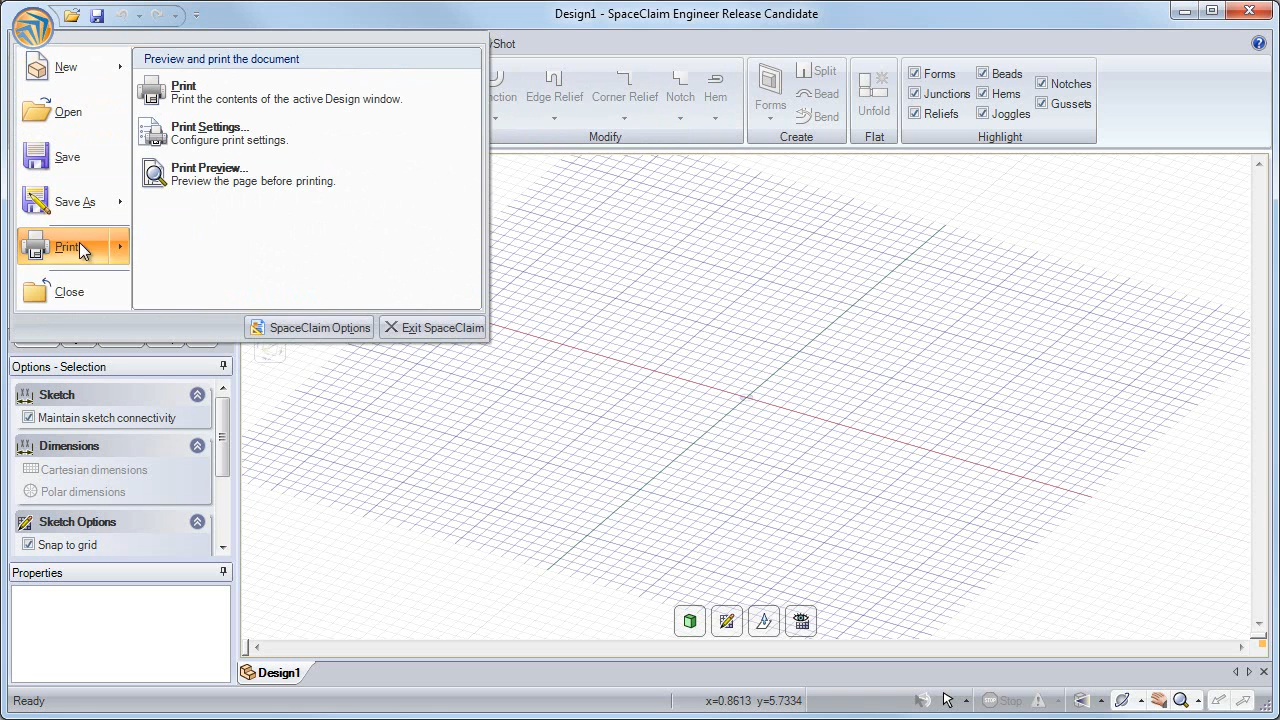 Design1 - SpaceClaim Engineer Release Candidate
New
Open
Save
Save As
Print
Close
Preview and print the document
Print
Print the contents of the active Design window.
Print Settings...
Configure print settings.
Print Preview...
Preview the page before printing.
SpaceClaim Options
Exit SpaceClaim
Shot
Edge Relief
Corner Relief
Notch
Hem
Modify
Forms
Split
Bead
Bend
Create
Unfold
Flat
Forms
Junctions
Reliefs
Beads
Hems
Joggles
Notches
Gussets
Highlight
Options - Selection
Sketch
Maintain sketch connectivity
Dimensions
Cartesian dimensions
Polar dimensions
Sketch Options
Snap to grid
Properties
Design1
Ready
x=0.8613 y=5.7334
Stop